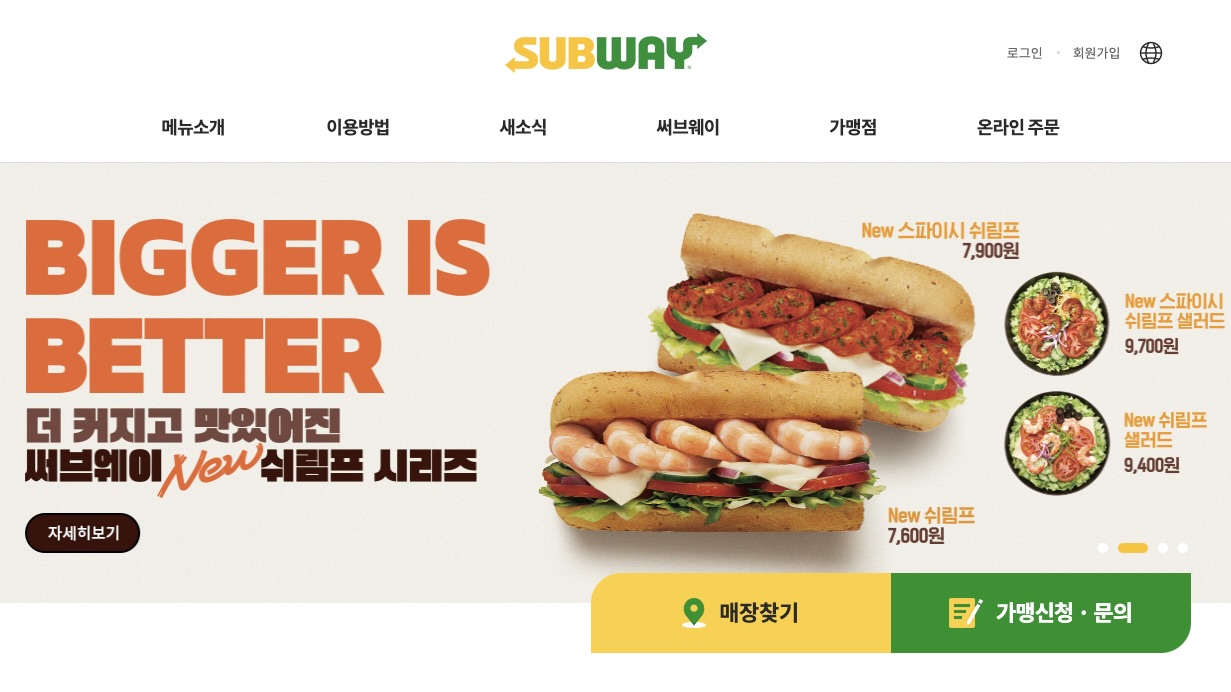 SUBWAY
로그인
회원가입
메뉴소개
이용방법
새소식
써브웨이
가맹점
온라인 주문
BIGGER IS
BETTER
더 커지고 맛있어진
써브웨이 New 쉬림프 시리즈
자세히보기
New 스파이시 쉬림프
7,900원
New 스파이시
쉬림프 샐러드
9,700원
New 쉬림프
샐러드
9,400원
New 쉬림프
7,600원
매장찾기
가맹신청 · 문의